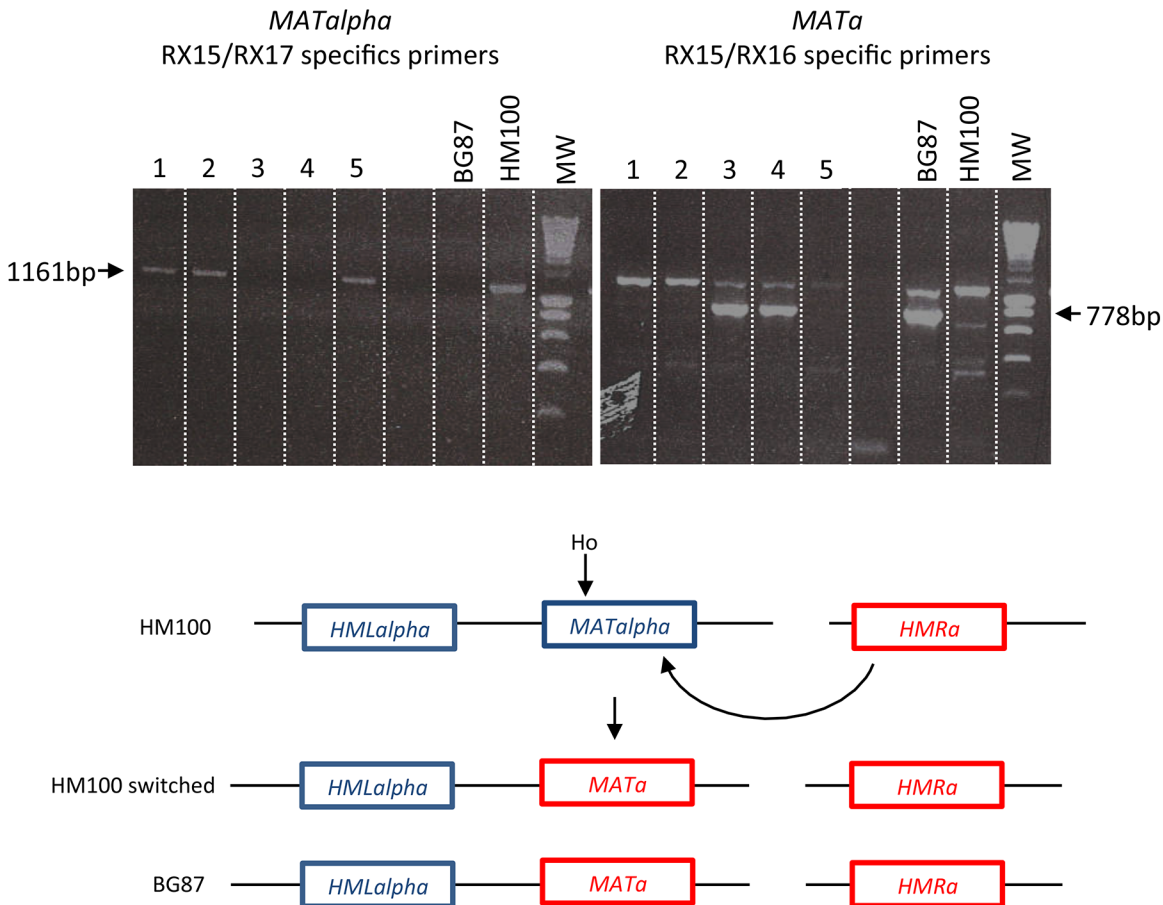 MATalpha
RX15/RX17 specifics primers
MATa
RX15/RX16 specific primers
1 2 3 4 5 BG87 HM100 MW
1 2 3 4 5 BG87 HM100 MW
1161bp
778bp
Ho
HM100 HMLalpha MATalpha HMRa
HM100 switched HMLalpha MATa HMRa
BG87 HMLalpha MATa HMRa